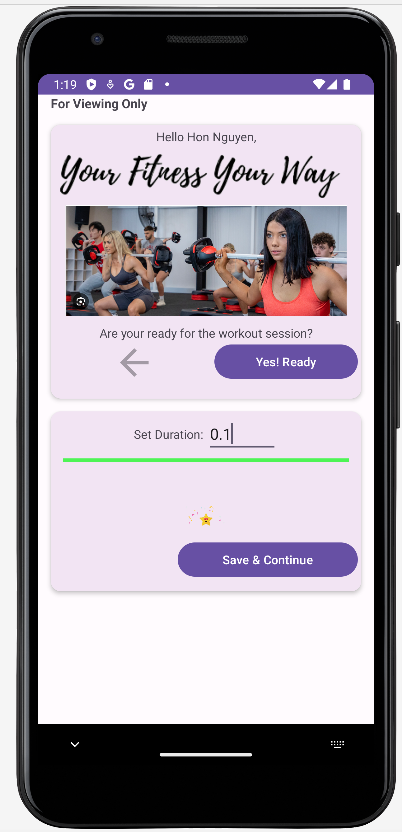 1:19
For Viewing Only
Hello Hon Nguyen,
Your Fitness Your Way
Are your ready for the workout session?
Yes! Ready
Set Duration: 0.1
Save & Continue